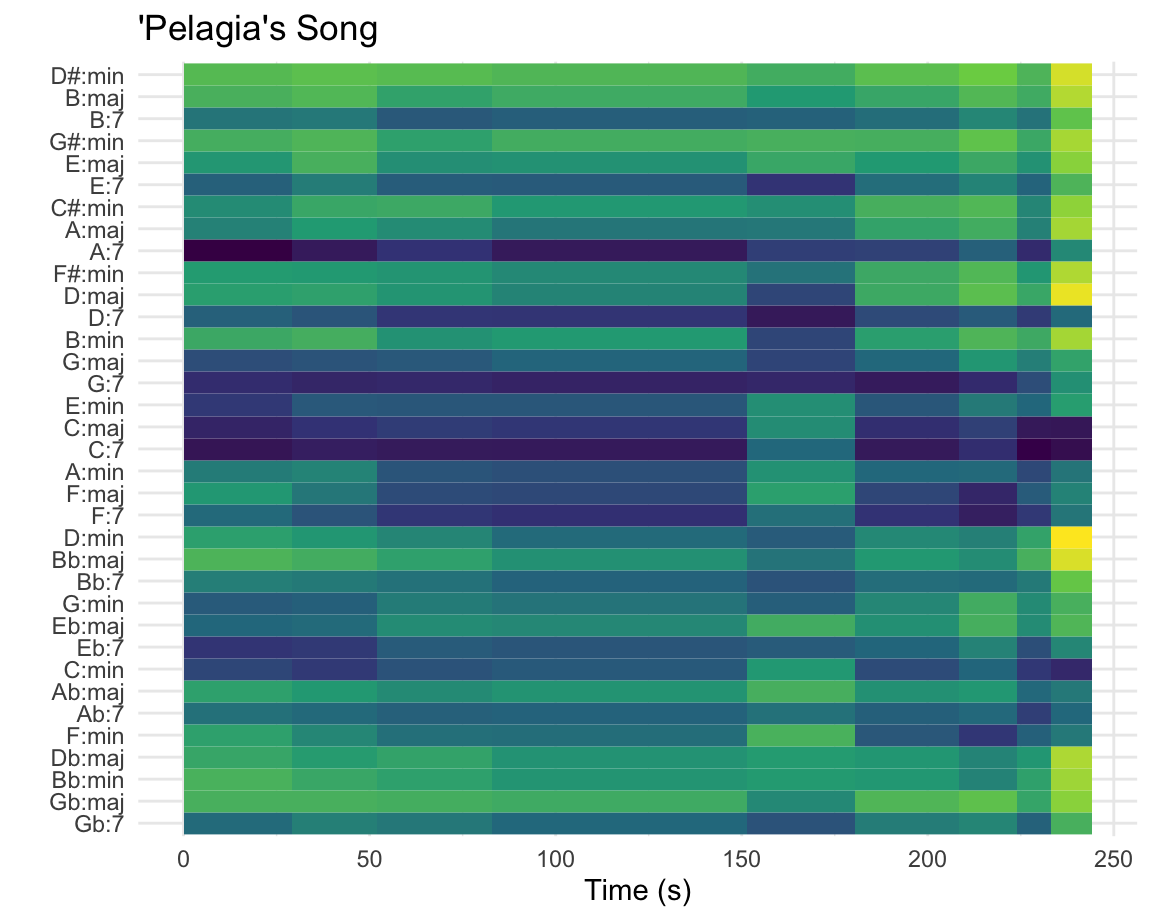 'Pelagia's Song
D#:min
B:maj
B:7
G#:min
E:maj
E:7
C#:min
A:maj
A:7
F#:min
D:maj
D:7
B:min
G:maj
G:7
E:min
C:maj
C:7
A:min
F:maj
F:7
D:min
Bb:maj
Bb:7
G:min
Eb:maj
Eb:7
C:min
Ab:maj
Ab:7
F:min
Db:maj
Bb:min
Gb:maj
Gb:7
0 50 100 150 200 250
Time (s)